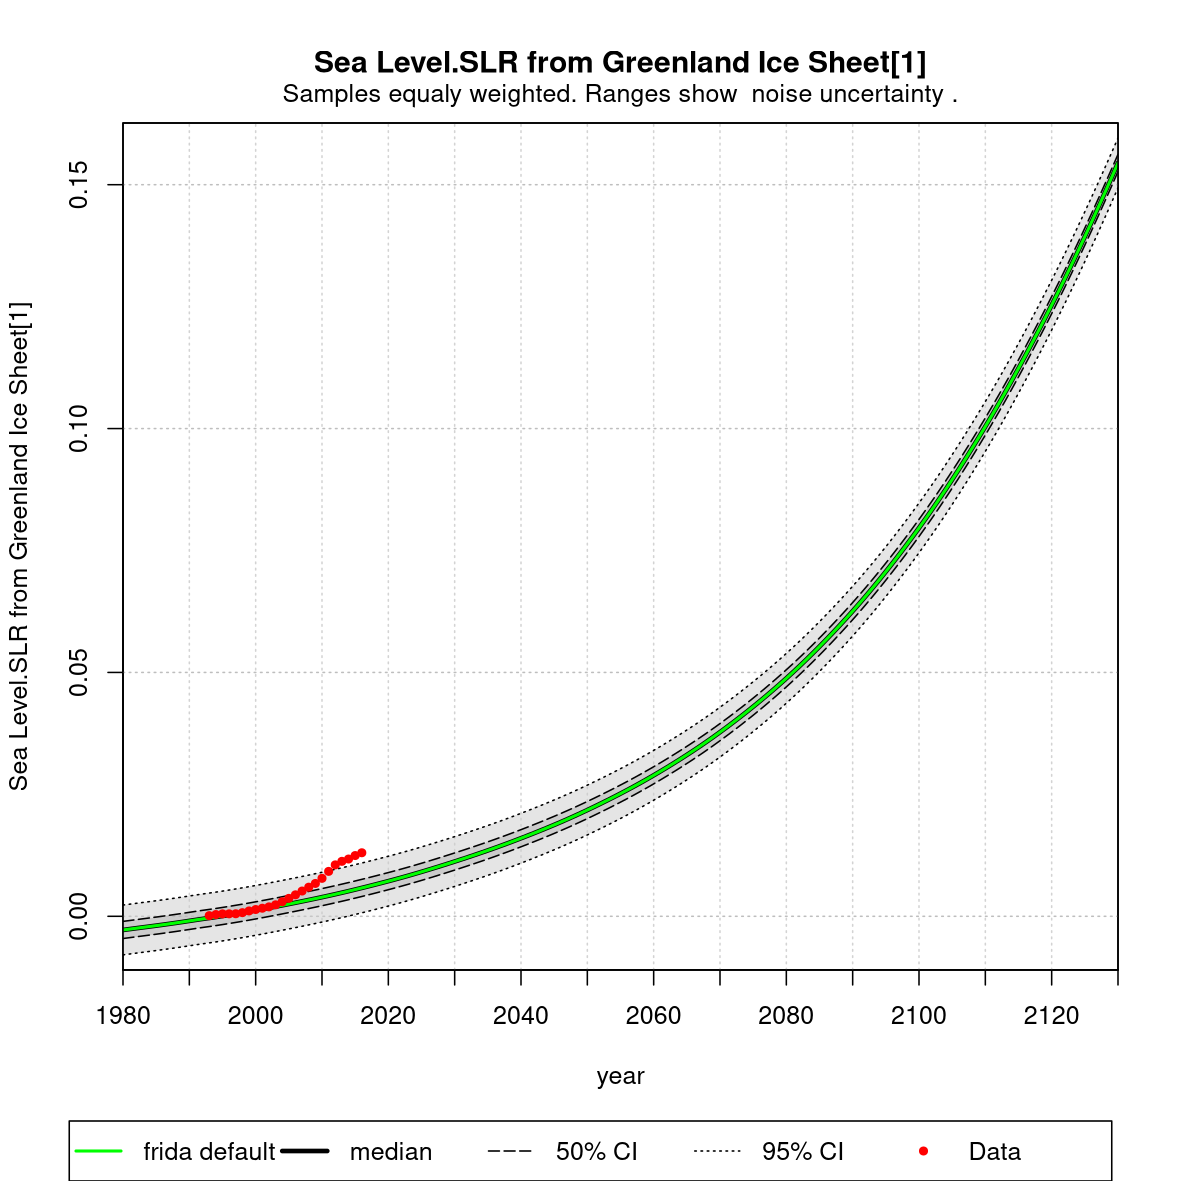 Sea Level.SLR from Greenland Ice Sheet[1]
Samples equaly weighted. Ranges show  noise uncertainty .
Sea Level.SLR from Greenland Ice Sheet[1]
0.15
0.10
0.05
0.00
1980 2000 2020 2040 2060 2080 2100 2120
year
frida default median 50% CI 95% CI Data